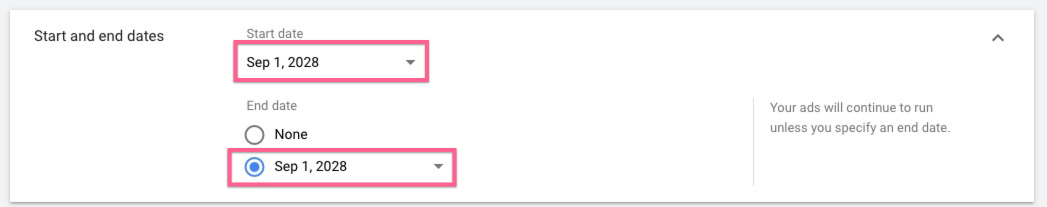 Start and end dates
Start date
Sep 1, 2028
End date
None
Sep 1, 2028
Your ads will continue to run
unless you specify an end date.